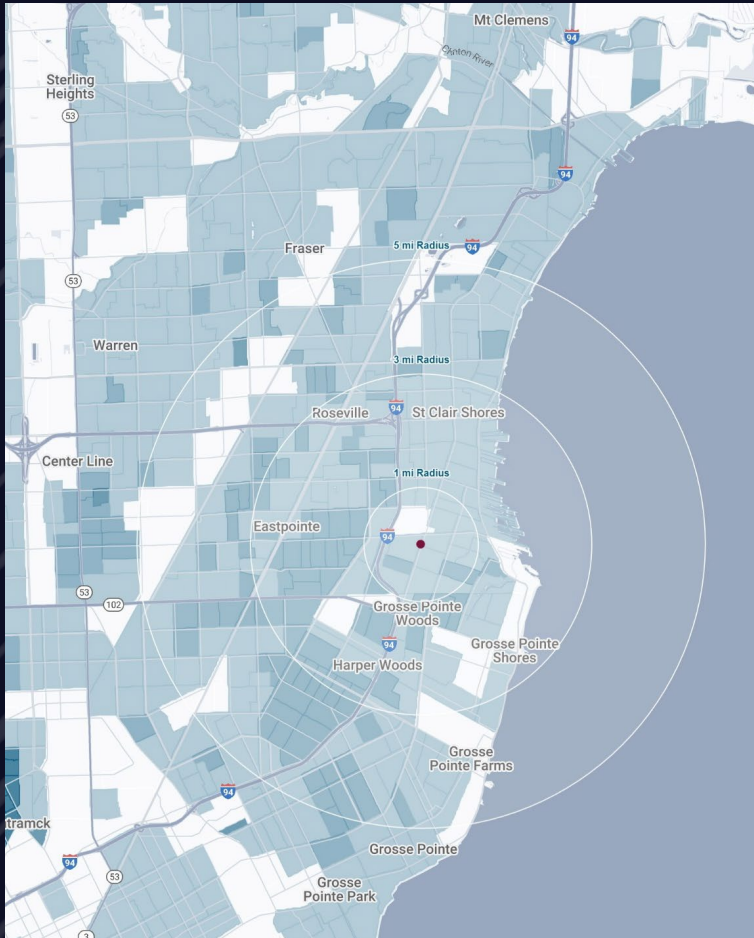 Mt Clemens
94
Clinton River
Sterling
Heights
53
94
Fraser
5 mi Radius
94
53
Warren
3 mi Radius
94
Roseville
St Clair Shores
Center Line
1 mi Radius
Eastpointe
94
53
102
Grosse Pointe
Woods
94
Grosse Pointe
Shores
Harper Woods
Grosse
Pointe Farms
94
tramck
Grosse Pointe
94
53
Grosse
Pointe Park
3